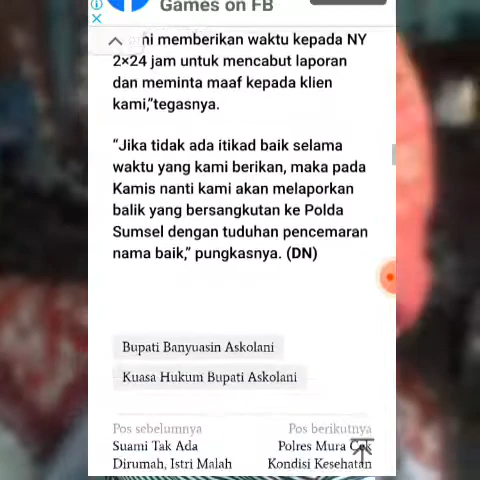 Games on FB
ni memberikan waktu kepada NY
2×24 jam untuk mencabut laporan
dan meminta maaf kepada klien
kami,”tegasnya.
“Jika tidak ada itikad baik selama
waktu yang kami berikan, maka pada
Kamis nanti kami akan melaporkan
balik yang bersangkutan ke Polda
Sumsel dengan tuduhan pencemaran
nama baik,” pungkasnya. (DN)
Bupati Banyuasin Askolani
Kuasa Hukum Bupati Askolani
Pos sebelumnya
Suami Tak Ada
Dirumah, Istri Malah
Pos berikutnya
Polres Mura Cek
Kondisi Kesehatan